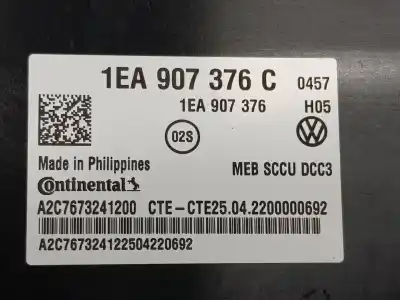 1EA 907 376 C 0457
1EA 907 376 H05
02S
Made in Philippines MEB SCCU DCC3
Continental
A2C7673241200 CTE-CTE25.04.2200000692
A2C767324122504220692